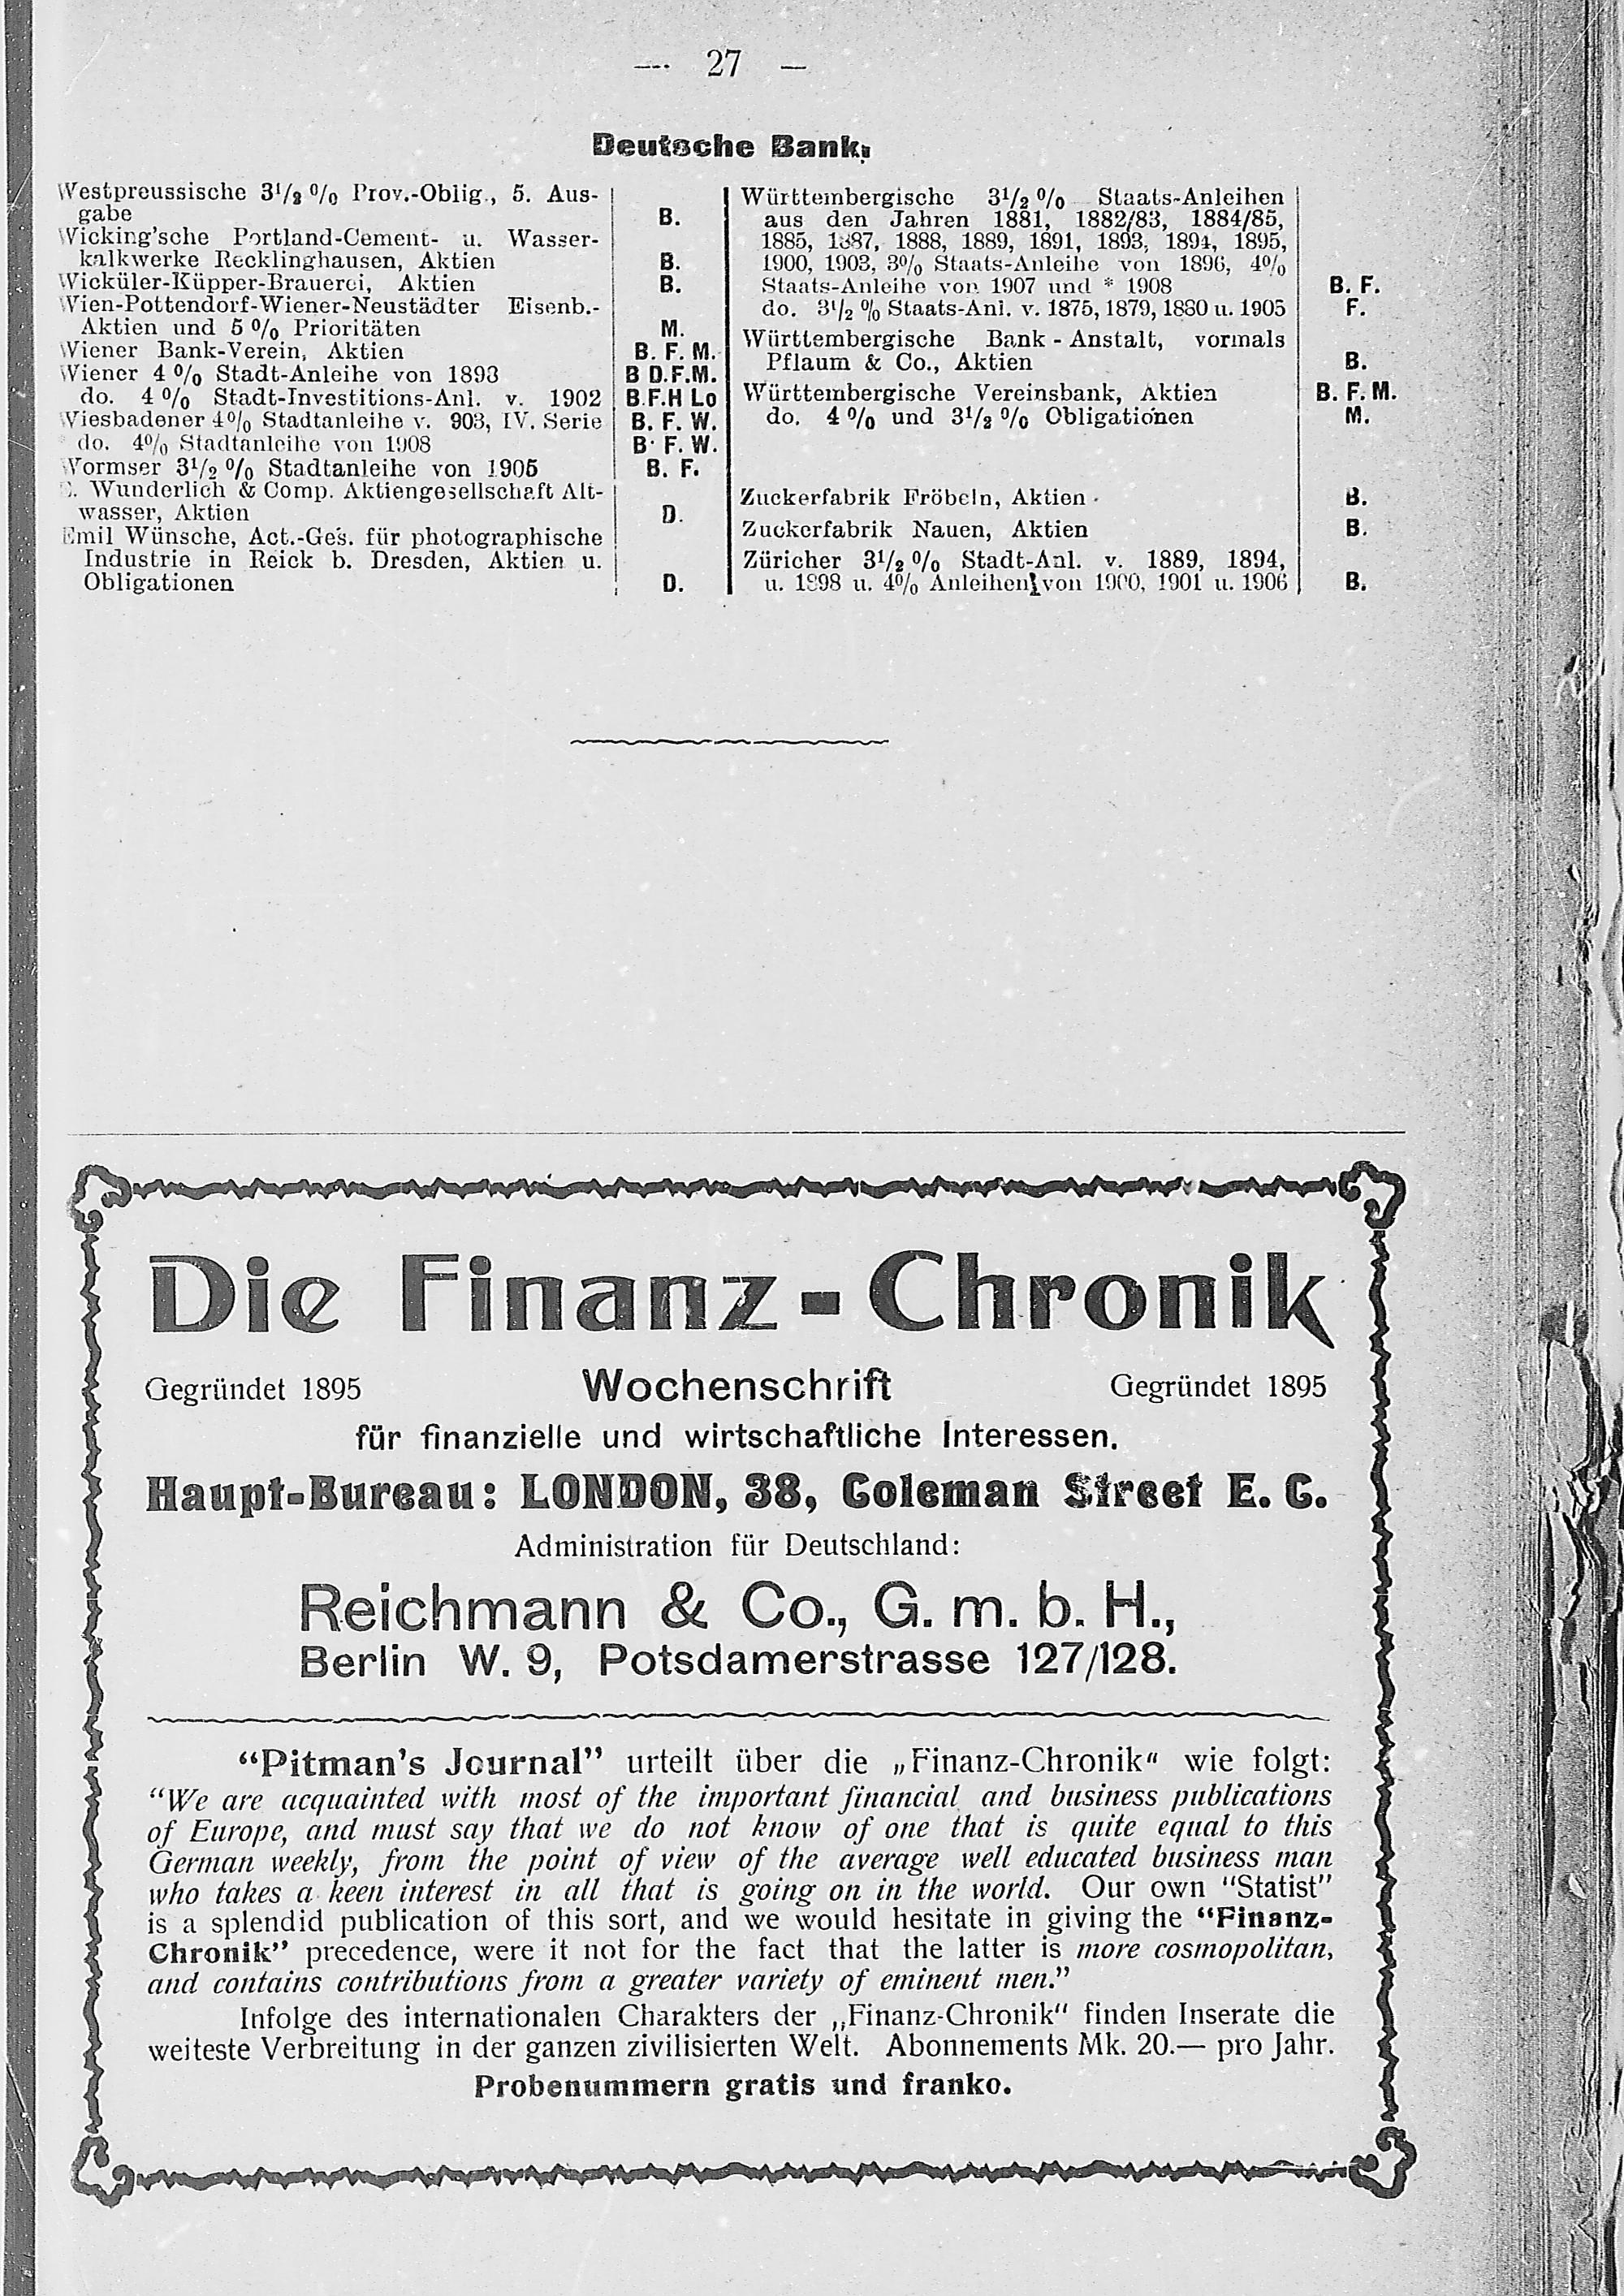 — 27 —
Deutsche Bank.
Westpreussische 3¹/₂ % Prov.-Oblig., 5. Aus-
gabe B.
Wicking'sche Portland-Cement- u. Wasser-
kalkwerke Recklinghausen, Aktien B.
Wicküler-Küpper-Brauerei, Aktien B.
Wien-Pottendorf-Wiener-Neustädter Eisenb.-
Aktien und 5 % Prioritäten M.
Wiener Bank-Verein, Aktien B. F. M.
Wiener 4 % Stadt-Anleihe von 1898 B D.F.M.
do. 4 % Stadt-Investitions-Anl. v. 1902 B.F.H Lo
Wiesbadener 4% Stadtanleihe v. 903, IV. Serie B. F. W.
* do. 4% Stadtanleihe von 1908 B. F. W.
Wormser 3¹/₂ % Stadtanleihe von 1905 B. F.
C. Wunderlich & Comp. Aktiengesellschaft Alt-
wasser, Aktien D.
Emil Wünsche, Act.-Ges. für photographische
Industrie in Reick b. Dresden, Aktien u.
Obligationen D.
Württembergische 3¹/₂ % Staats-Anleihen
aus den Jahren 1881, 1882/83, 1884/85,
1885, 1887, 1888, 1889, 1891, 1893, 1894, 1895,
1900, 1903, 3% Staats-Anleihe von 1896, 4%
Staats-Anleihe von 1907 und * 1908 B. F.
do. 3¹/₂ % Staats-Anl. v. 1875, 1879, 1880 u. 1905 F.
Württembergische Bank-Anstalt, vormals
Pflaum & Co., Aktien B.
Württembergische Vereinsbank, Aktien B. F. M.
do. 4 % und 3¹/₂ % Obligationen M.
Zuckerfabrik Fröbeln, Aktien B.
Zuckerfabrik Nauen, Aktien B.
Züricher 3¹/₂ % Stadt-Anl. v. 1889, 1894,
u. 1898 u. 4% Anleihen von 1900, 1901 u. 1906 B.
Die Finanz-Chronik
Gegründet 1895 Wochenschrift Gegründet 1895
für finanzielle und wirtschaftliche Interessen.
Haupt-Bureau: LONDON, 38, Coleman Street E. C.
Administration für Deutschland:
Reichmann & Co., G. m. b. H.,
Berlin W. 9, Potsdamerstrasse 127/128.
“Pitman's Journal” urteilt über die „Finanz-Chronik“ wie folgt:
“We are acquainted with most of the important financial and business publications
of Europe, and must say that we do not know of one that is quite equal to this
German weekly, from the point of view of the average well educated business man
who takes a keen interest in all that is going on in the world. Our own “Statist”
is a splendid publication of this sort, and we would hesitate in giving the “Finanz-
Chronik” precedence, were it not for the fact that the latter is more cosmopolitan,
and contains contributions from a greater variety of eminent men.”
Infolge des internationalen Charakters der „Finanz-Chronik“ finden Inserate die
weiteste Verbreitung in der ganzen zivilisierten Welt. Abonnements Mk. 20.— pro Jahr.
Probenummern gratis und franko.